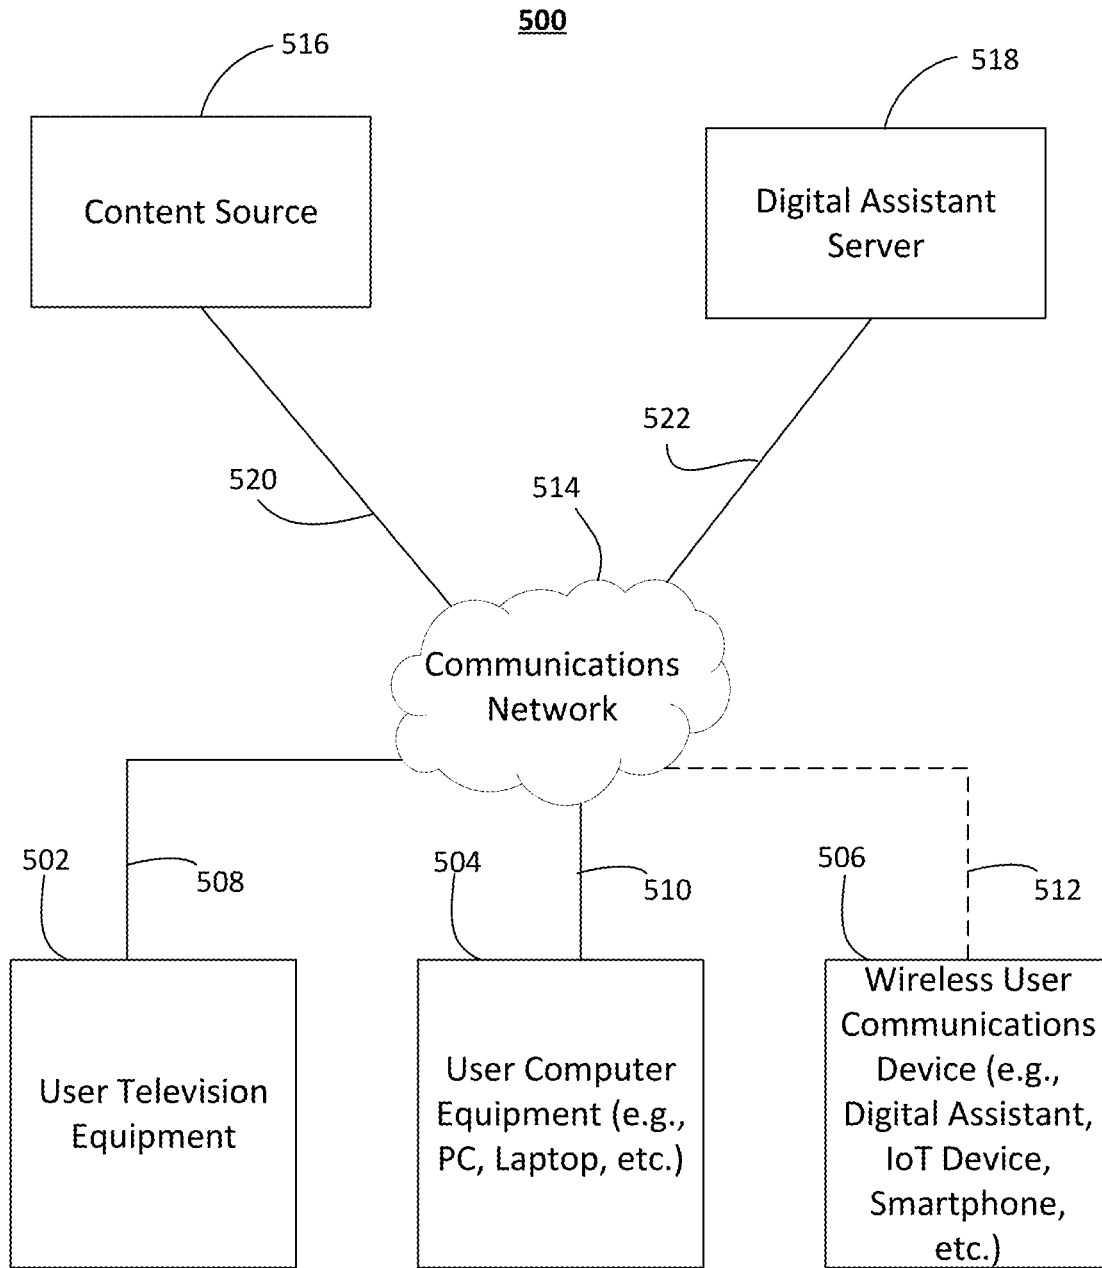 500
516
518
Content Source
Digital Assistant
Server
522
520
514
Communications
Network
502
508
504
510
506
512
User Television
Equipment
User Computer
Equipment (e.g.,
PC, Laptop, etc.)
Wireless User
Communications
Device (e.g.,
Digital Assistant,
IoT Device,
Smartphone,
etc.)